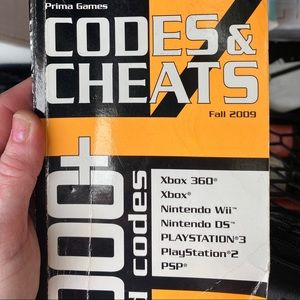 Prima Games
CODES &
CHEATS
Fall 2009
Xbox 360®
Xbox®
Nintendo Wii™
Nintendo DS™
PLAYSTATION®3
PlayStation®2
PSP®
000+
codes